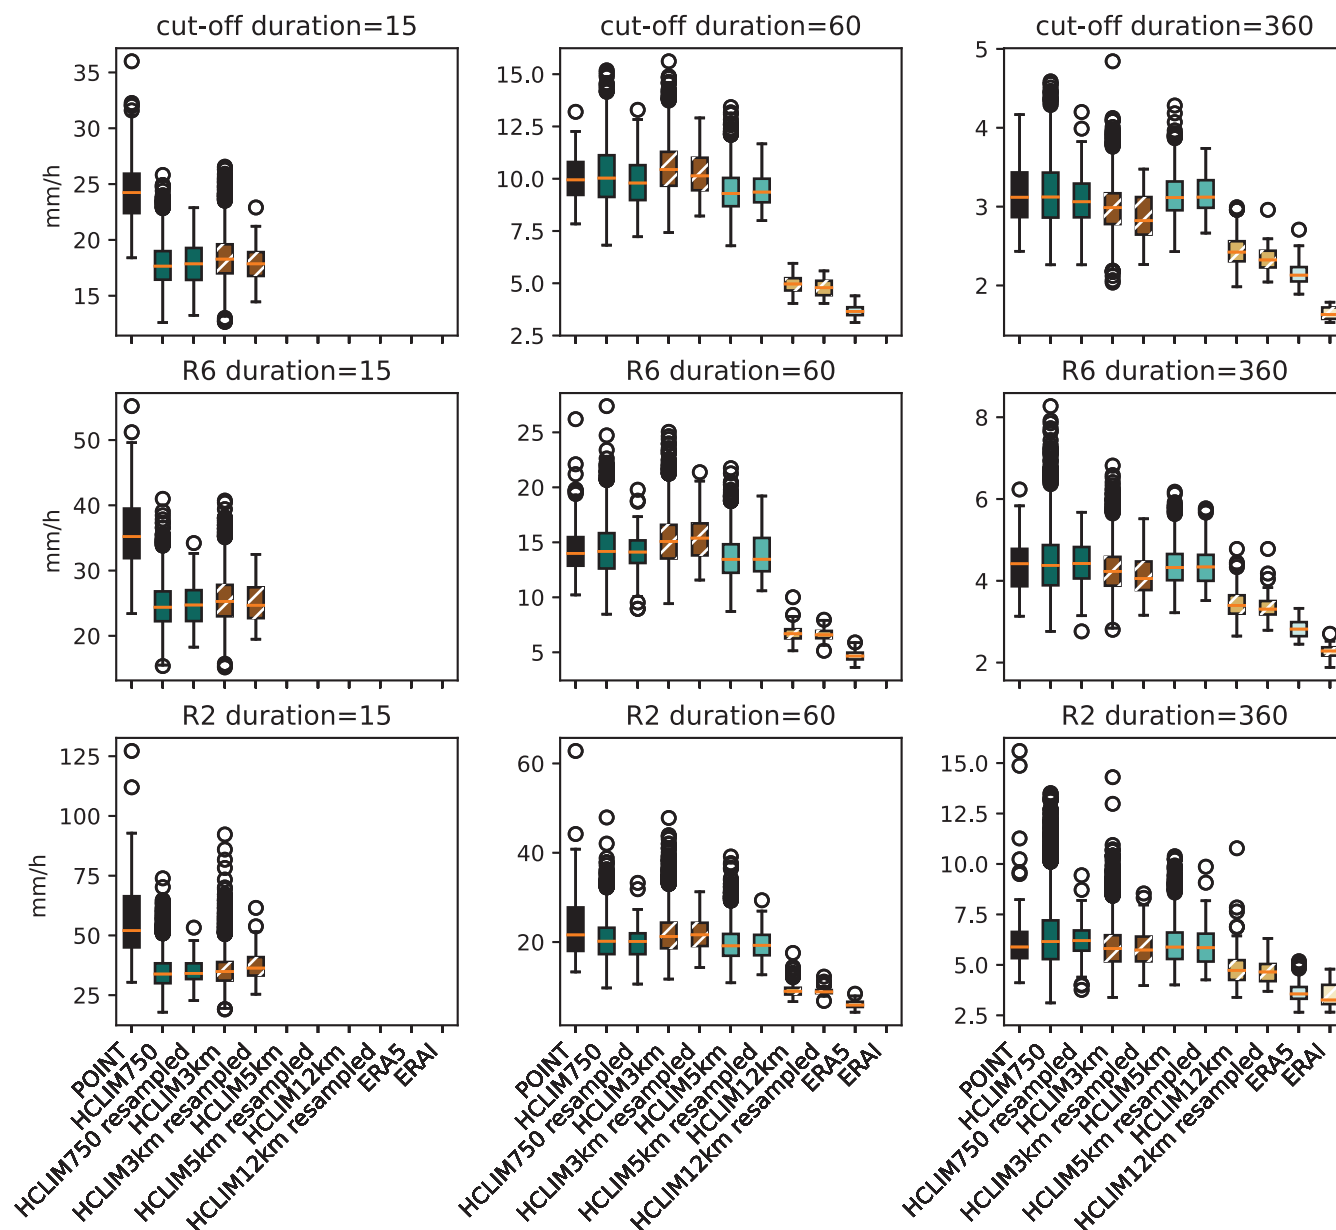 cut-off duration=15
cut-off duration=60
cut-off duration=360
mm/h
35
30
25
20
15
15.0
12.5
10.0
7.5
5.0
2.5
5
4
3
2
R6 duration=15
R6 duration=60
R6 duration=360
mm/h
50
40
30
20
25
20
15
10
5
8
6
4
2
R2 duration=15
R2 duration=60
R2 duration=360
mm/h
125
100
75
50
25
60
40
20
15.0
12.5
10.0
7.5
5.0
2.5
POINT
HCLIM750
HCLIM750 resampled
HCLIM3km
HCLIM3km resampled
HCLIM5km
HCLIM5km resampled
HCLIM12km
HCLIM12km resampled
ERA5
ERAI
POINT
HCLIM750
HCLIM750 resampled
HCLIM3km
HCLIM3km resampled
HCLIM5km
HCLIM5km resampled
HCLIM12km
HCLIM12km resampled
ERA5
ERAI
POINT
HCLIM750
HCLIM750 resampled
HCLIM3km
HCLIM3km resampled
HCLIM5km
HCLIM5km resampled
HCLIM12km
HCLIM12km resampled
ERA5
ERAI